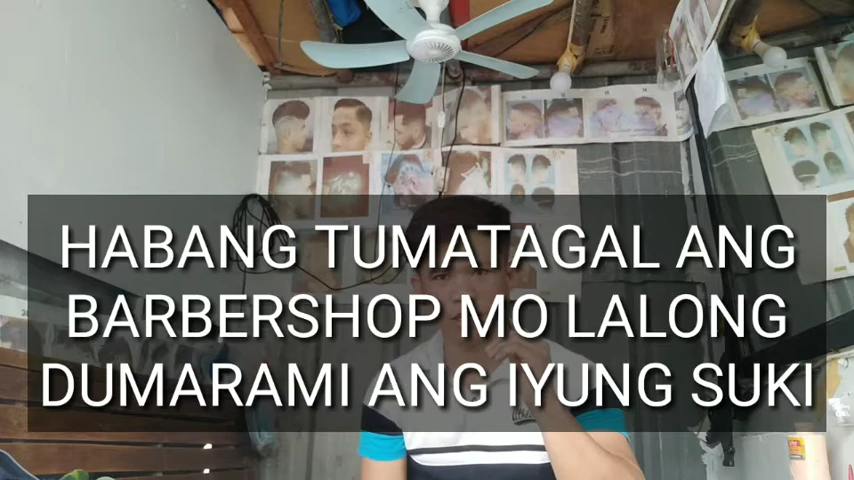 HABANG TUMATAGAL ANG
BARBERSHOP MO LALONG
DUMARAMI ANG IYUNG SUKI